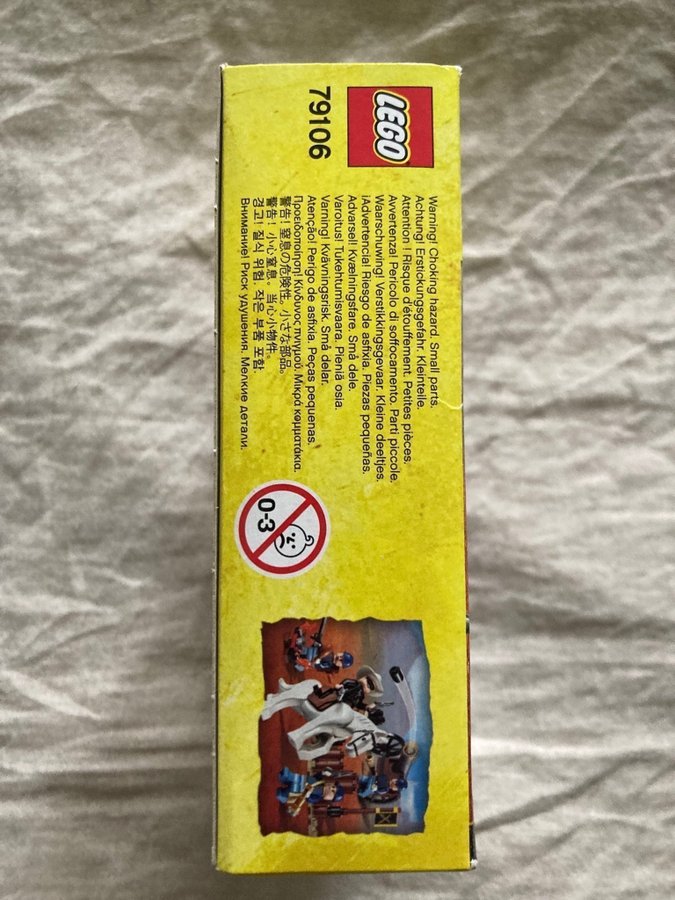 LEGO
79106
Warning! Choking hazard. Small parts.
Achtung! Erstickungsgefahr. Kleinteile.
Attention ! Risque d'étouffement. Petites pièces.
Avvertenza! Pericolo di soffocamento. Parti piccole.
Waarschuwing! Verstikkingsgevaar. Kleine deeltjes.
¡Advertencia! Riesgo de asfixia. Piezas pequeñas.
Advarsel! Kvælningsfare. Små dele.
Varoitus! Tukehtumisvaara. Pieniä osia.
Varning! Kvävningsrisk. Små delar.
Atenção! Perigo de asfixia. Peças pequenas.
Προειδοποίηση! Κίνδυνος πνιγμού. Μικρά κομματάκια.
警告! 窒息の危険性。小さな部品。
警告! 小心窒息。当心小物件。
경고! 질식 위험. 작은 부품 포함.
Внимание! Риск удушения. Мелкие детали.
0-3